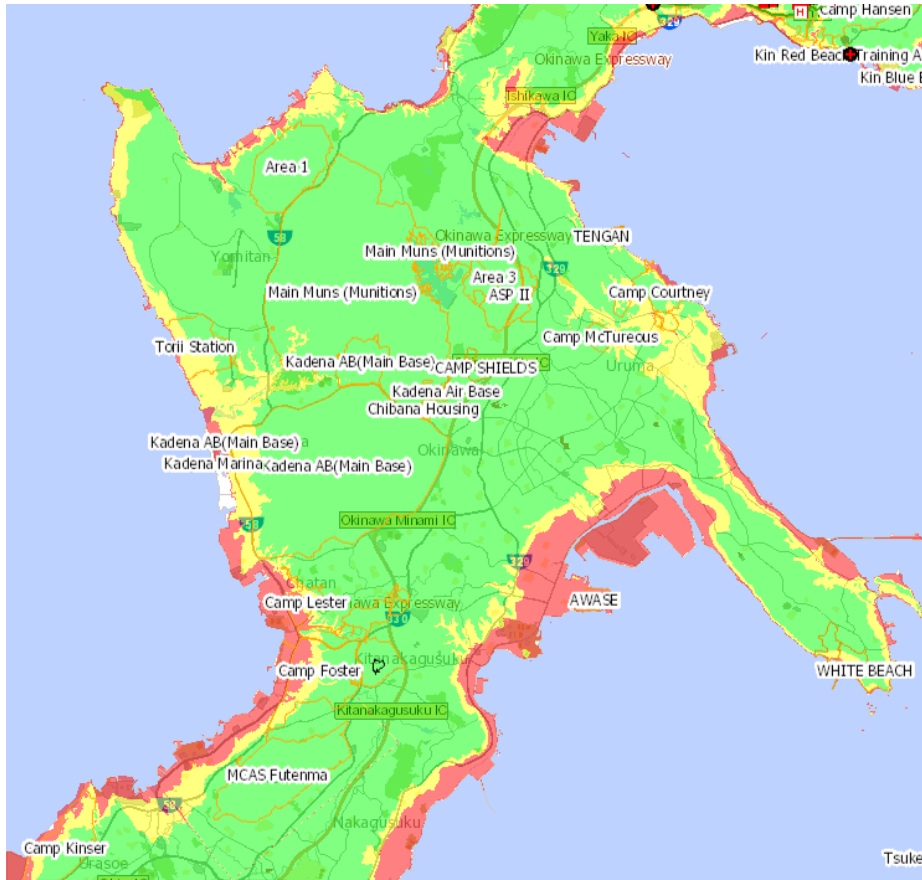 Camp Hansen
H
Yaka IC
329
Kin Red Beach
Training A
Okinawa Expressway
Kin Blue B
Ishikawa IC
Area 1
58
Okinawa Expressway
TENGAN
Main Muns (Munitions)
Yomitan
329
Area 3
Main Muns (Munitions)
ASP II
Camp Courtney
Camp McTureous
Torii Station
Kadena AB(Main Base)
CAMP SHIELDS
IC
Uruma
Kadena Air Base
Chibana Housing
Kadena AB(Main Base)
a
Okinawa
Kadena Marina
Kadena AB(Main Base)
Okinawa Minami IC
58
329
Chatan
Camp Lester
awa Expressway
AWASE
330
Kitanakagusuku
Camp Foster
WHITE BEACH
Kitanakagusuku IC
MCAS Futenma
58
Nakagusuku
Camp Kinser
Urasoe
Tsuke